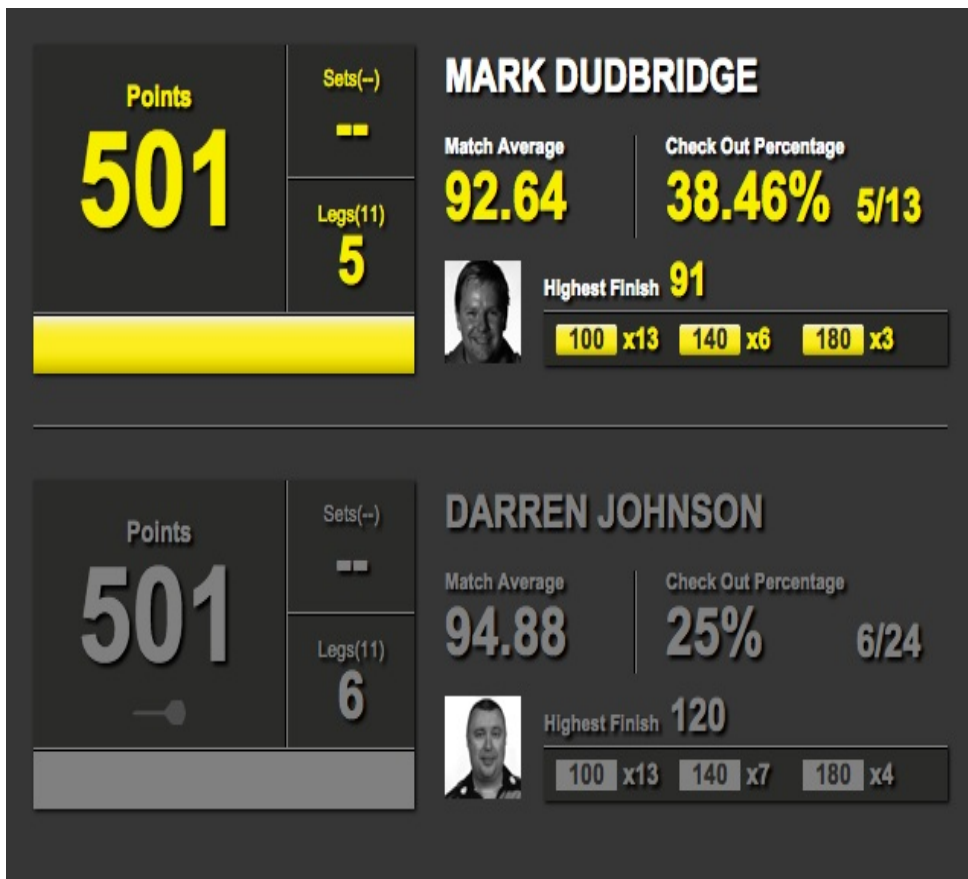 MARK DUDBRIDGE
Points
501
Sets(--)
--
Legs(11)
5
Match Average
92.64
Check Out Percentage
38.46% 5/13
Highest Finish 91
100 x13 140 x6 180 x3
DARREN JOHNSON
Points
501
Sets(--)
--
Legs(11)
6
Match Average
94.88
Check Out Percentage
25% 6/24
Highest Finish 120
100 x13 140 x7 180 x4